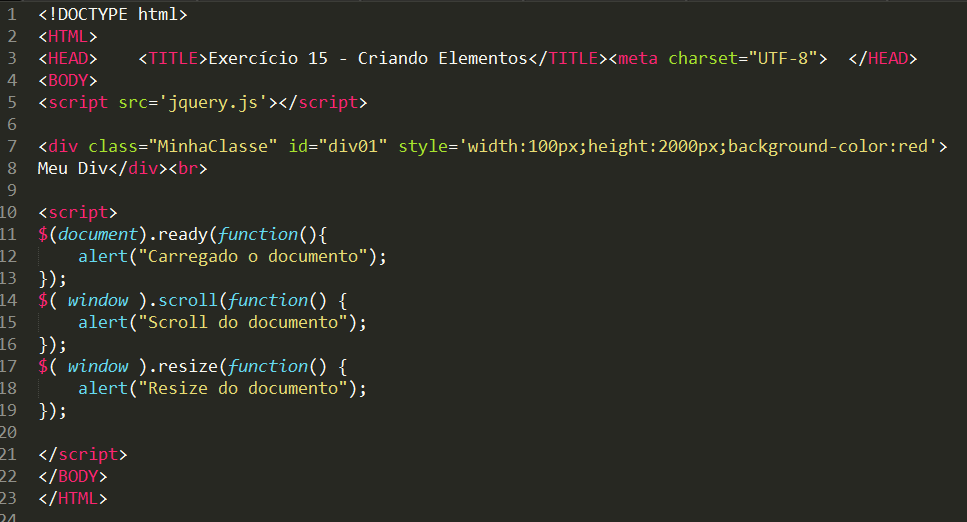 1 <!DOCTYPE html>
2 <HTML>
3 <HEAD>    <TITLE>Exercício 15 - Criando Elementos</TITLE><meta charset="UTF-8">  </HEAD>
4 <BODY>
5 <script src='jquery.js'></script>
6
7 <div class="MinhaClasse" id="div01" style='width:100px;height:2000px;background-color:red'>
8 Meu Div</div><br>
9
10 <script>
11 $(document).ready(function(){
12     alert("Carregado o documento");
13 });
14 $( window ).scroll(function() {
15     alert("Scroll do documento");
16 });
17 $( window ).resize(function() {
18     alert("Resize do documento");
19 });
20
21 </script>
22 </BODY>
23 </HTML>
24